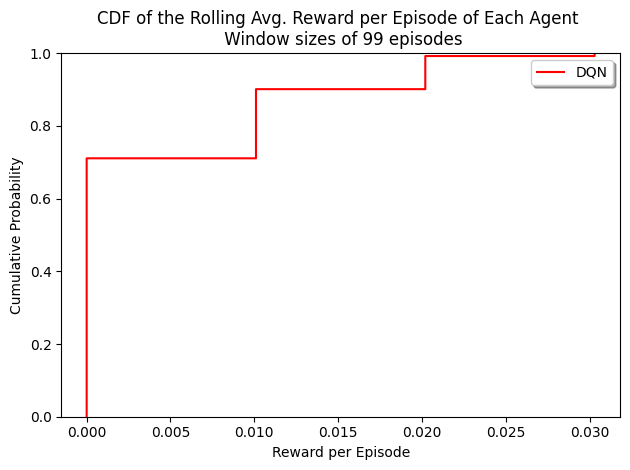 CDF of the Rolling Avg. Reward per Episode of Each Agent
Window sizes of 99 episodes
DQN
1.0
0.8
0.6
0.4
0.2
0.0
Cumulative Probability
0.000 0.005 0.010 0.015 0.020 0.025 0.030
Reward per Episode